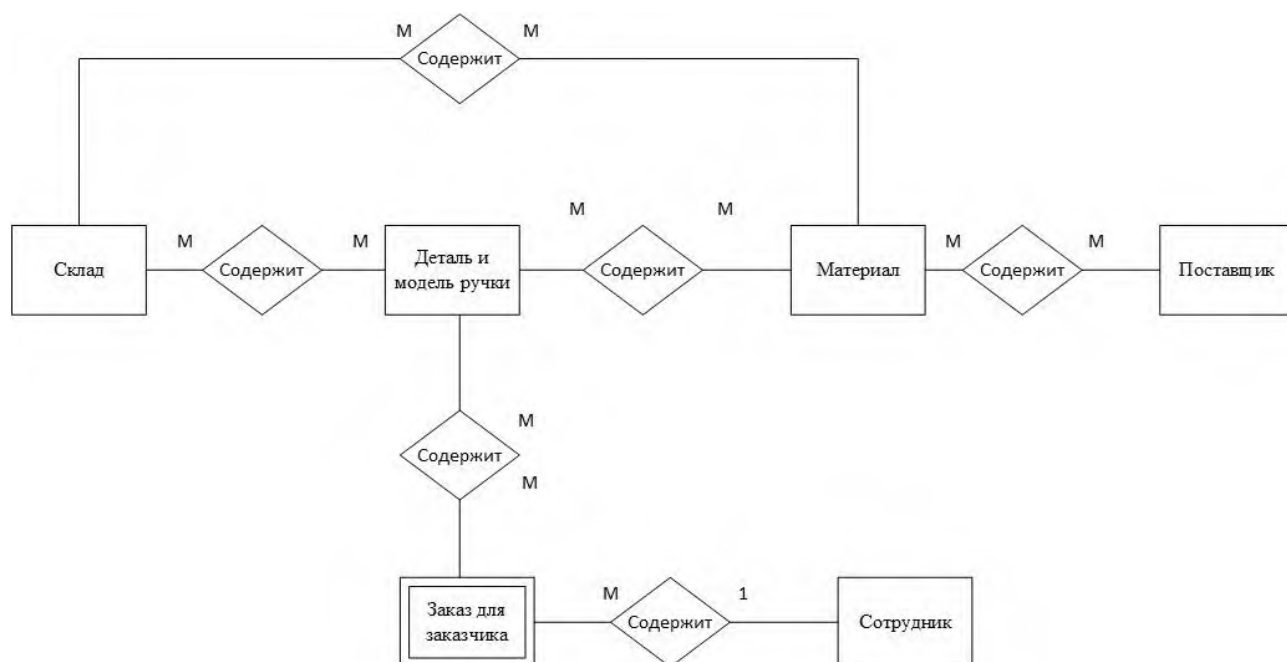 М М
Содержит
М М М М М М
Склад Содержит Деталь и
модель ручки Содержит Материал Содержит Поставщик
М
Содержит
М
М 1
Заказ для
заказчика Содержит Сотрудник